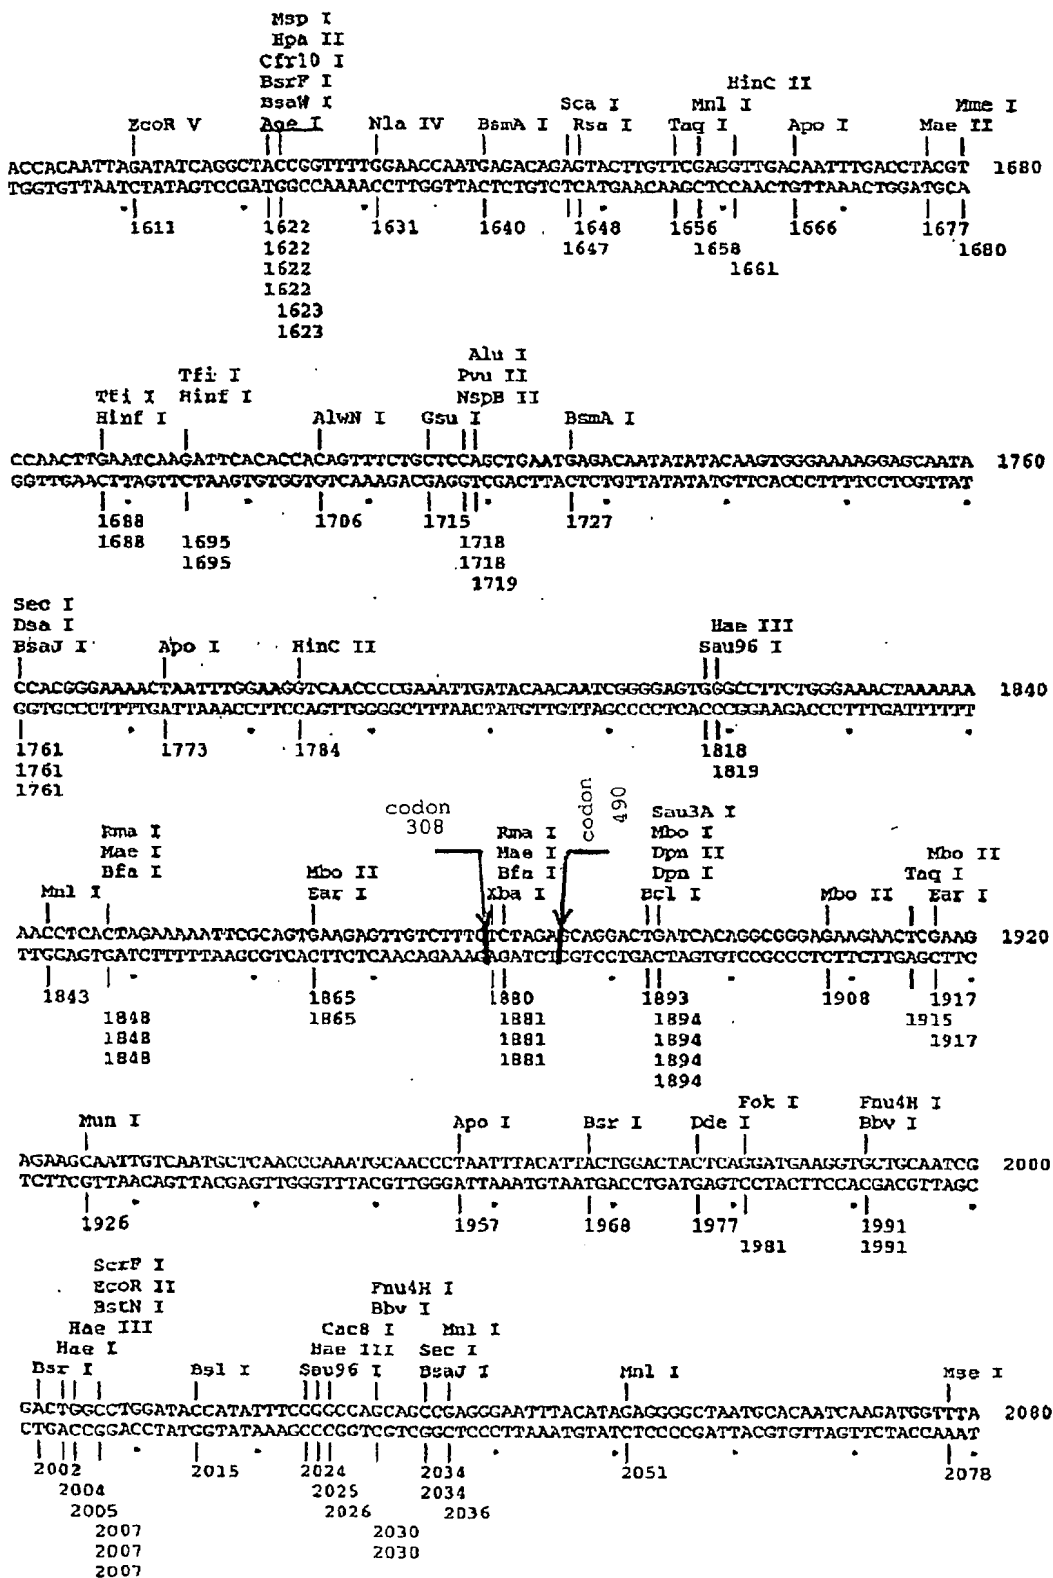 Msp I
Hpa II
Cfr10 I
BsrF I HinC II
BsaW I Sca I Mnl I Mme I
EcoR V Age I Nla IV BsmA I Rsa I Taq I Apo I Mae II
ACCACAATTAGATATCAGGCTACCGGTTTTGGAACCAATGAGACAGAGTACTTGTTCGAGGTTGACAATTTGACCTACGT 1680
TGGTGTTAATCTATAGTCCGATGGCCAAAACCTTGGTTACTCTGTCTCATGAACAAGCTCCAACTGTTAAACTGGATGCA
1611 1622 1631 1640 1648 1656 1666 1677
1622 1647 1658 1680
1622 1661
1622
1623
1623
Alu I
Tfi I Pvu II
Tfi I Hinf I NspB II
Hinf I AlwN I Gsu I BsmA I
CCAACTTGAATCAAGATTCACACCACAGTTTCTGCTCCAGCTGAATGAGACAATATATACAAGTGGGAAAAGGAGCAATA 1760
GGTTGAACTTAGTTCTAAGTGTGGTGTCAAAGACGAGGTCGACTTACTCTGTTATATATGTTCACCCTTTTCCTCGTTAT
1688 1706 1715 1727
1688 1695 1718
1695 1718
1719
Sec I
Dsa I Hae III
BsaJ I Apo I HinC II Sau96 I
CCACGGGAAAACTAATTTGGAAGGTCAACCCCGAAATTGATACAACAATCGGGGAGTGGGCCTTCTGGGAAACTAAAAAA 1840
GGTGCCCTTTTGATTAAACCTTCCAGTTGGGGCTTTAACTATGTTGTTAGCCCCTCACCCGGAAGACCCTTTGATTTTTT
1761 1773 1784 1818
1761 1819
1761
codon
308
codon
490
Sau3A I
Rma I Rma I Mbo I
Mae I Mae I Dpn II Mbo II
Bfa I Mbo II Bfa I Dpn I Taq I
Mnl I Ear I Xba I Bcl I Mbo II Ear I
AACCTCACTAGAAAAATTCGCAGTGAAGAGTTGTCTTTCTCTAGAGCAGGACTGATCACAGGCGGGAGAAGAACTCGAAG 1920
TTGGAGTGATCTTTTTAAGCGTCACTTCTCAACAGAAAGAGATCTCGTCCTGACTAGTGTCCGCCCTCTTCTTGAGCTTC
1843 1865 1880 1893 1908 1917
1848 1865 1881 1894 1915
1848 1881 1894 1917
1848 1881 1894
1894
Fok I Fnu4H I
Mun I Apo I Bsr I Dde I Bbv I
AGAAGCAATTGTCAATGCTCAACCCAAATGCAACCCTAATTTACATTACTGGACTACTCAGGATGAAGGTGCTGCAATCG 2000
TCTTCGTTAACAGTTACGAGTTGGGTTTACGTTGGGATTAAATGTAATGACCTGATGAGTCCTACTTCCACGACGTTAGC
1926 1957 1968 1977 1991
1981 1991
ScrF I
EcoR II Fnu4H I
BstN I Bbv I
Hae III Cac8 I Mnl I
Hae I Hae III Sec I
Bsr I Bsl I Sau96 I BsaJ I Mnl I Mse I
GACTGGCCTGGATACCATATTTCGGGCCAGCAGCCGAGGGAATTTACATAGAGGGGCTAATGCACAATCAAGATGGTTTA 2080
CTGACCGGACCTATGGTATAAAGCCCGGTCGTCGGCTCCCTTAAATGTATCTCCCCGATTACGTGTTAGTTCTACCAAAT
2002 2015 2024 2034 2051 2078
2004 2025 2034
2005 2026 2036
2007 2030
2007 2030
2007